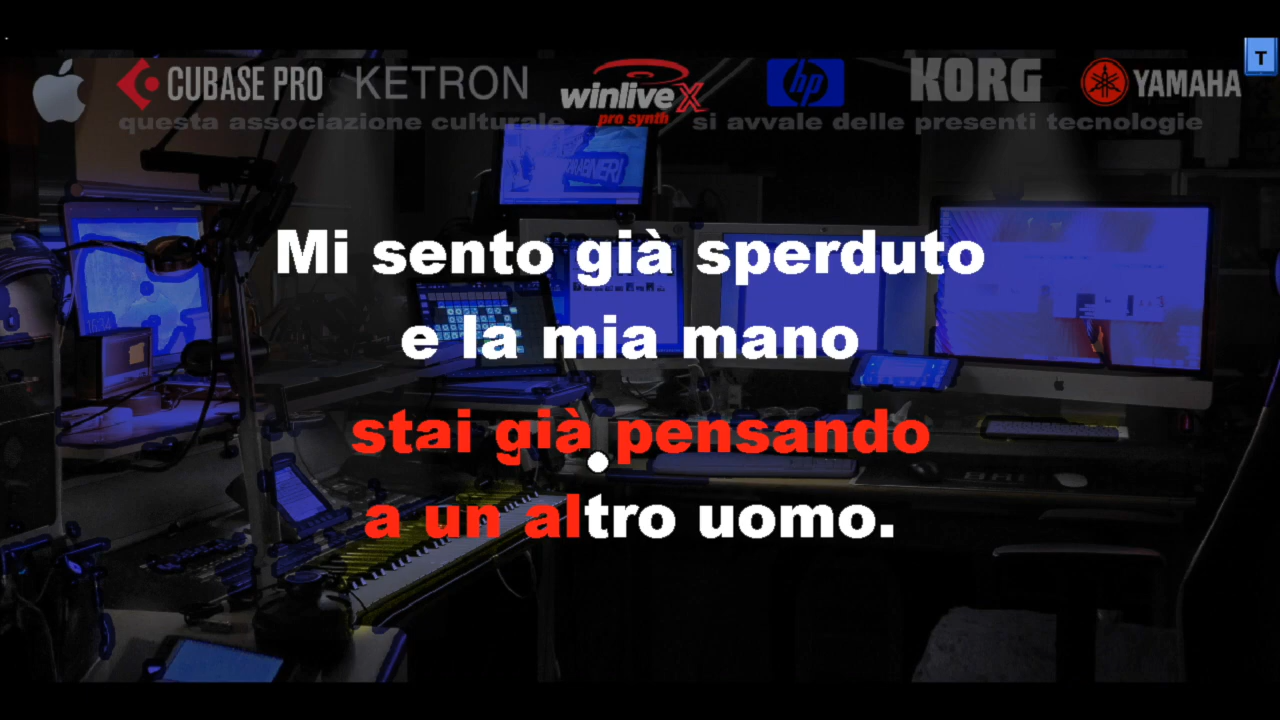 T
CUBASE PRO KETRON winlive X pro synth hp KORG YAMAHA
questa associazione culturale si avvale delle presenti tecnologie
Mi sento già sperduto
e la mia mano
stai già pensando
a un altro uomo.